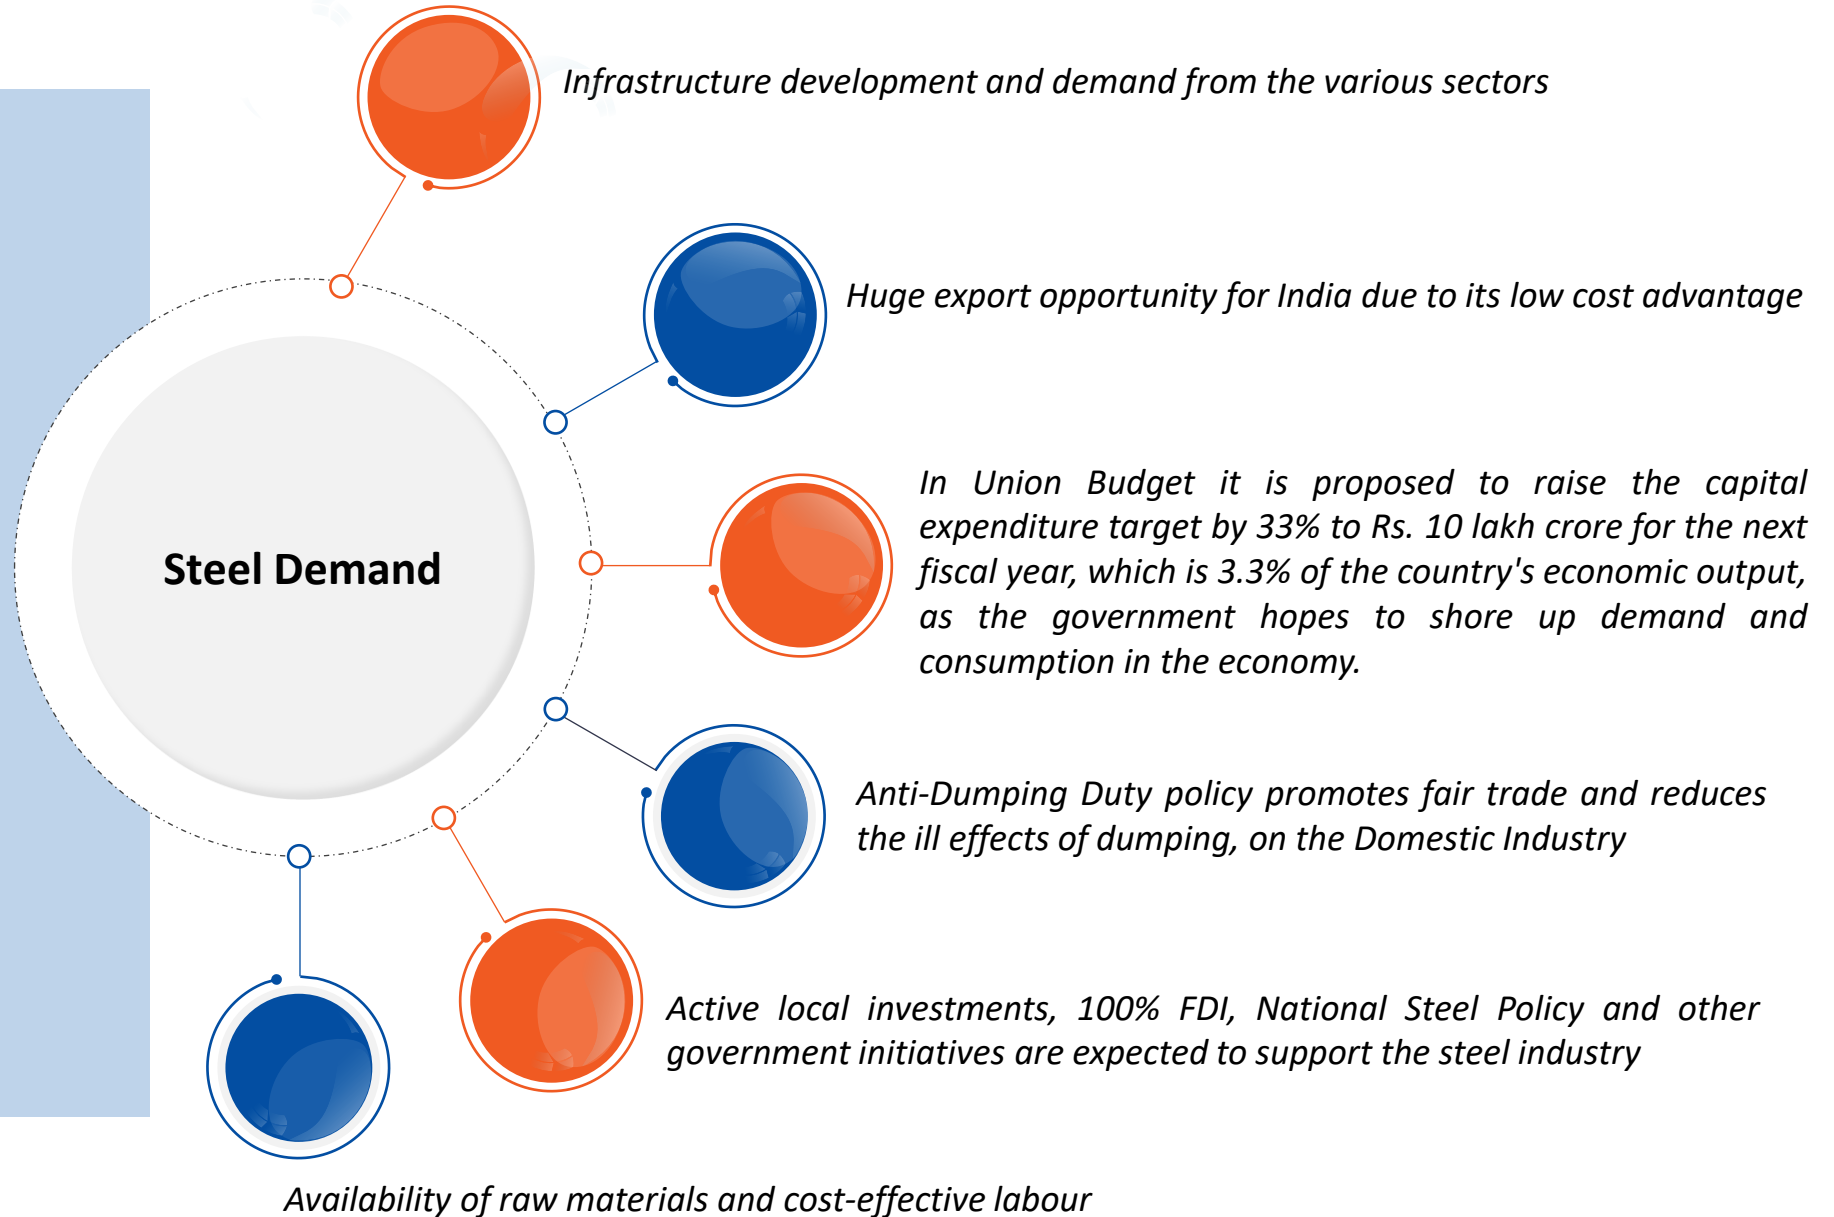 Infrastructure development and demand from the various sectors
Huge export opportunity for India due to its low cost advantage
In Union Budget it is proposed to raise the capital
expenditure target by 33% to Rs. 10 lakh crore for the next
fiscal year, which is 3.3% of the country's economic output,
as the government hopes to shore up demand and
consumption in the economy.
Steel Demand
Anti-Dumping Duty policy promotes fair trade and reduces
the ill effects of dumping, on the Domestic Industry
Active local investments, 100% FDI, National Steel Policy and other
government initiatives are expected to support the steel industry
Availability of raw materials and cost-effective labour